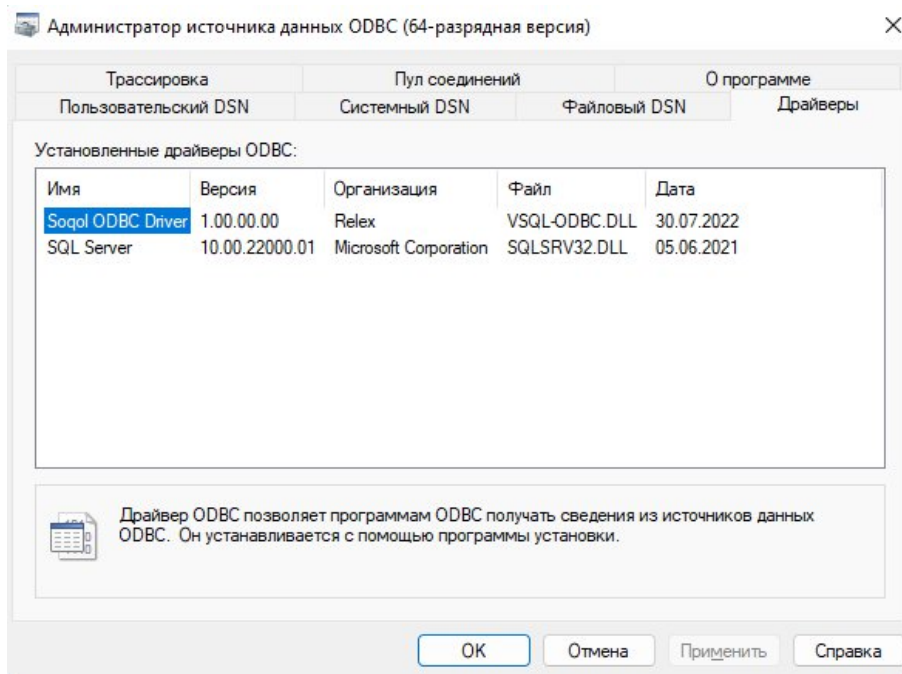 Администратор источника данных ODBC (64-разрядная версия)
Трассировка Пул соединений О программе
Пользовательский DSN Системный DSN Файловый DSN Драйверы
Установленные драйверы ODBC:
Имя Версия Организация Файл Дата
Soqol ODBC Driver 1.00.00.00 Relex VSQL-ODBC.DLL 30.07.2022
SQL Server 10.00.22000.01 Microsoft Corporation SQLSRV32.DLL 05.06.2021
Драйвер ODBC позволяет программам ODBC получать сведения из источников данных
ODBC. Он устанавливается с помощью программы установки.
OK Отмена Применить Справка